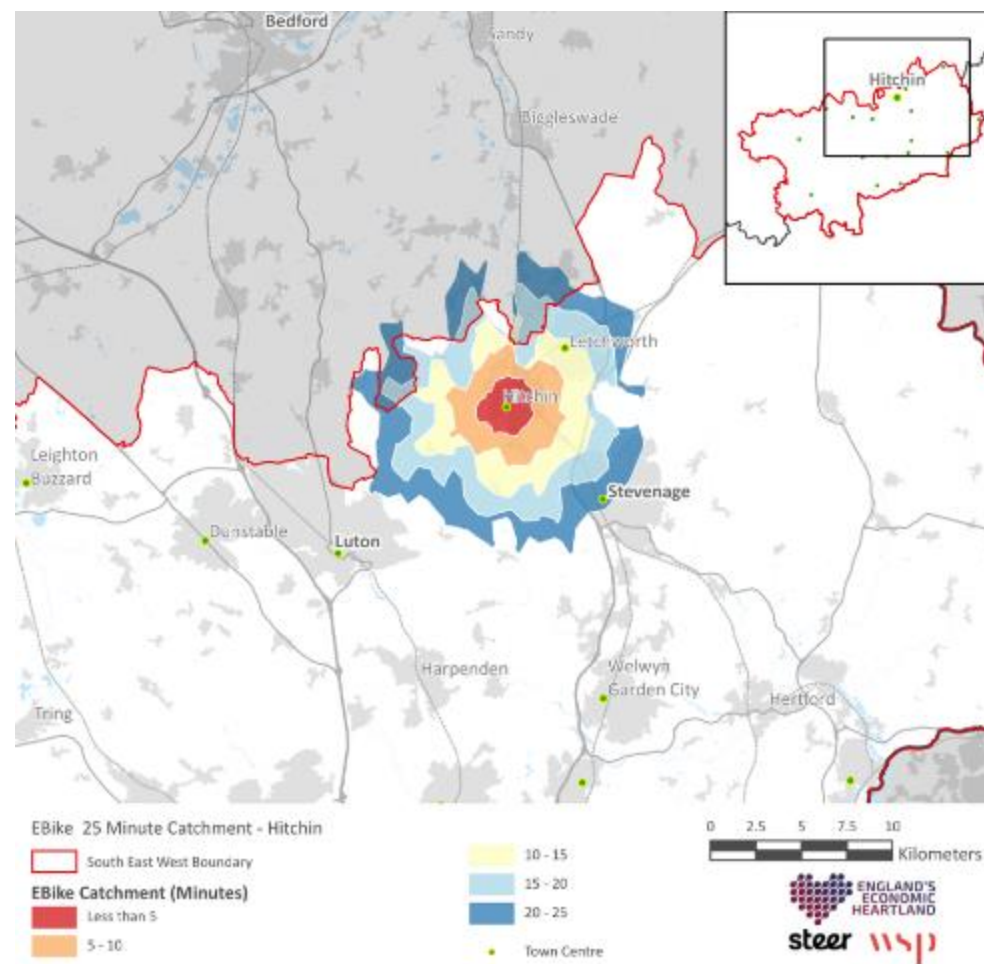 Bedford
Sandy
Hitchin
Biggleswade
Letchworth
Hitchin
Leighton
Buzzard
Stevenage
Dunstable
Luton
Harpenden
Welwyn
Garden City
Hertford
Tring
EBike 25 Minute Catchment - Hitchin
South East West Boundary
EBike Catchment (Minutes)
Less than 5
5 - 10
10 - 15
15 - 20
20 - 25
Town Centre
0 2.5 5 7.5 10
Kilometers
ENGLAND'S
ECONOMIC
HEARTLAND
steer wsp